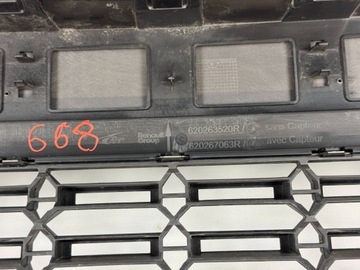 668
Renault
Group
620263520R / sans Capteur
620267063R / avec Capteur